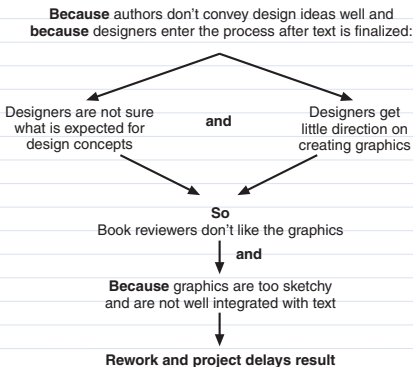 Because authors don't convey design ideas well and
because designers enter the process after text is finalized:
Designers are not sure
what is expected for
design concepts
and
Designers get
little direction on
creating graphics
So
Book reviewers don't like the graphics
and
Because graphics are too sketchy
and are not well integrated with text
Rework and project delays result